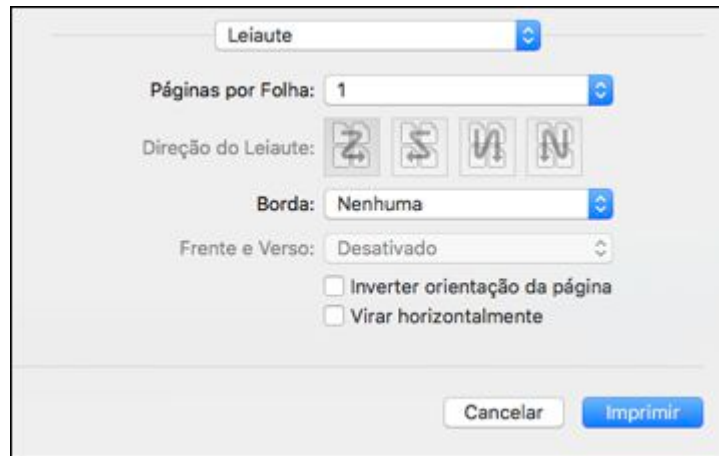 Leiaute
Páginas por Folha: 1
Direção do Leiaute:
Borda: Nenhuma
Frente e Verso: Desativado
Inverter orientação da página
Virar horizontalmente
Cancelar Imprimir